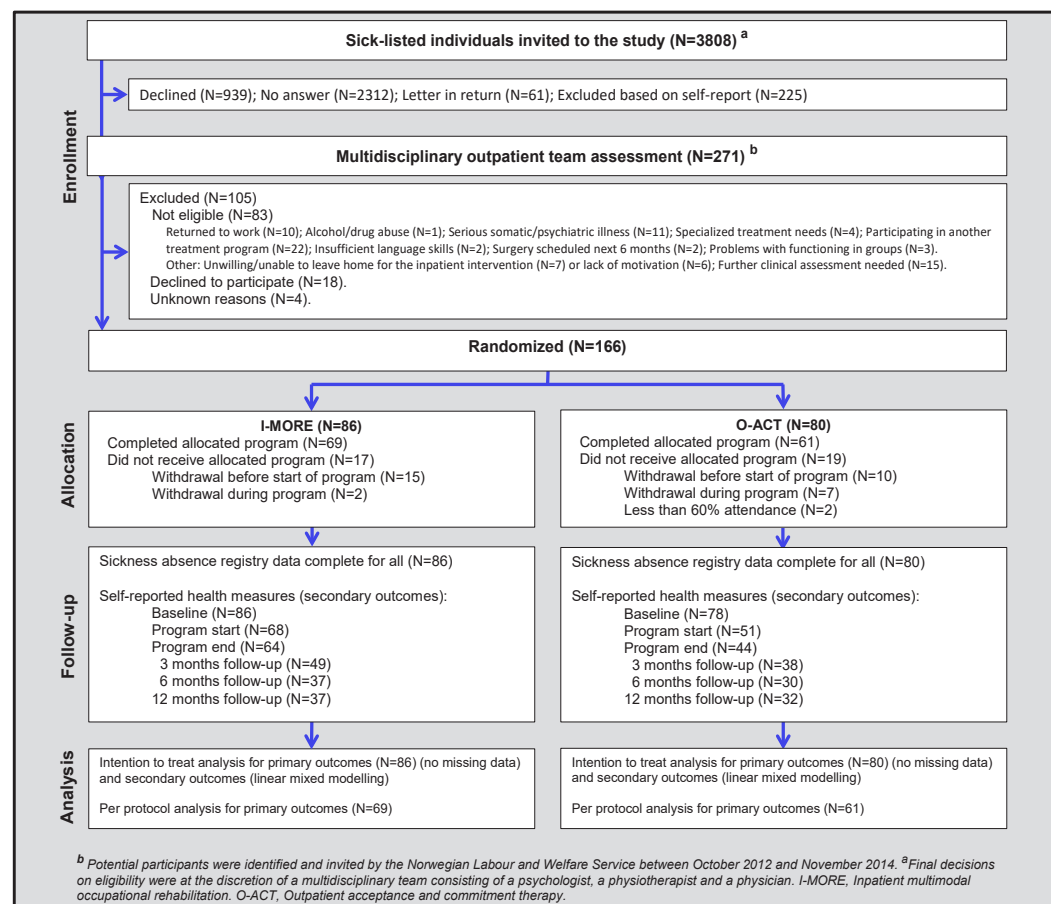 Sick-listed individuals invited to the study (N=3808) a
Declined (N=939); No answer (N=2312); Letter in return (N=61); Excluded based on self-report (N=225)
Enrollment
Multidisciplinary outpatient team assessment (N=271) b
Excluded (N=105)
Not eligible (N=83)
Returned to work (N=10); Alcohol/drug abuse (N=1); Serious somatic/psychiatric illness (N=11); Specialized treatment needs (N=4); Participating in another
treatment program (N=22); Insufficient language skills (N=2); Surgery scheduled next 6 months (N=2); Problems with functioning in groups (N=3).
Other: Unwilling/unable to leave home for the inpatient intervention (N=7) or lack of motivation (N=6); Further clinical assessment needed (N=15).
Declined to participate (N=18).
Unknown reasons (N=4).
Randomized (N=166)
Allocation
I-MORE (N=86)
Completed allocated program (N=69)
Did not receive allocated program (N=17)
Withdrawal before start of program (N=15)
Withdrawal during program (N=2)
O-ACT (N=80)
Completed allocated program (N=61)
Did not receive allocated program (N=19)
Withdrawal before start of program (N=10)
Withdrawal during program (N=7)
Less than 60% attendance (N=2)
Follow-up
Sickness absence registry data complete for all (N=86)
Self-reported health measures (secondary outcomes):
Baseline (N=86)
Program start (N=68)
Program end (N=64)
3 months follow-up (N=49)
6 months follow-up (N=37)
12 months follow-up (N=37)
Sickness absence registry data complete for all (N=80)
Self-reported health measures (secondary outcomes):
Baseline (N=78)
Program start (N=51)
Program end (N=44)
3 months follow-up (N=38)
6 months follow-up (N=30)
12 months follow-up (N=32)
Analysis
Intention to treat analysis for primary outcomes (N=86) (no missing data)
and secondary outcomes (linear mixed modelling)
Per protocol analysis for primary outcomes (N=69)
Intention to treat analysis for primary outcomes (N=80) (no missing data)
and secondary outcomes (linear mixed modelling)
Per protocol analysis for primary outcomes (N=61)
b Potential participants were identified and invited by the Norwegian Labour and Welfare Service between October 2012 and November 2014. a Final decisions
on eligibility were at the discretion of a multidisciplinary team consisting of a psychologist, a physiotherapist and a physician. I-MORE, Inpatient multimodal
occupational rehabilitation. O-ACT, Outpatient acceptance and commitment therapy.